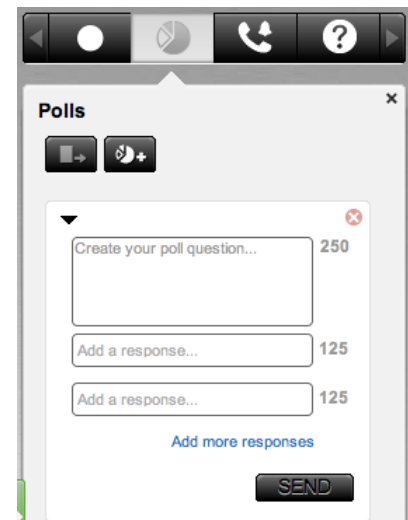 ?
Polls
×
Create your poll question... 250
Add a response... 125
Add a response... 125
Add more responses
SEND